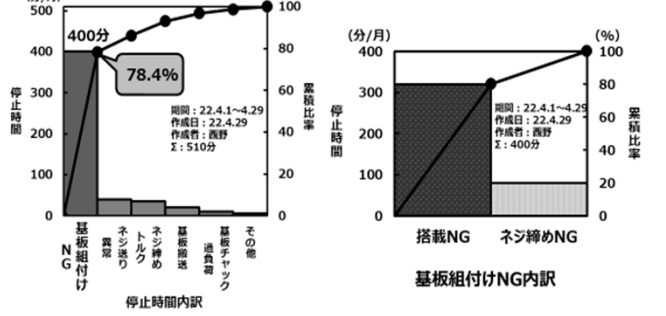 500
400
300
200
100
0
停止時間
400分
78.4%
期間：22.4.1～4.29
作成日：22.4.29
作成者：西野
Σ：510分
100
80
60
40
20
0
累積比率
基板組付け
NG
ネジ送り
異常
ネジ締め
トルク
基板搬送
基板チャック
過負荷
その他
停止時間内訳
（分/月）
400
300
200
100
0
停止時間
期間：22.4.1～4.29
作成日：22.4.29
作成者：西野
Σ：400分
（%）
100
80
60
40
20
0
累積比率
搭載NG
ネジ締めNG
基板組付けNG内訳